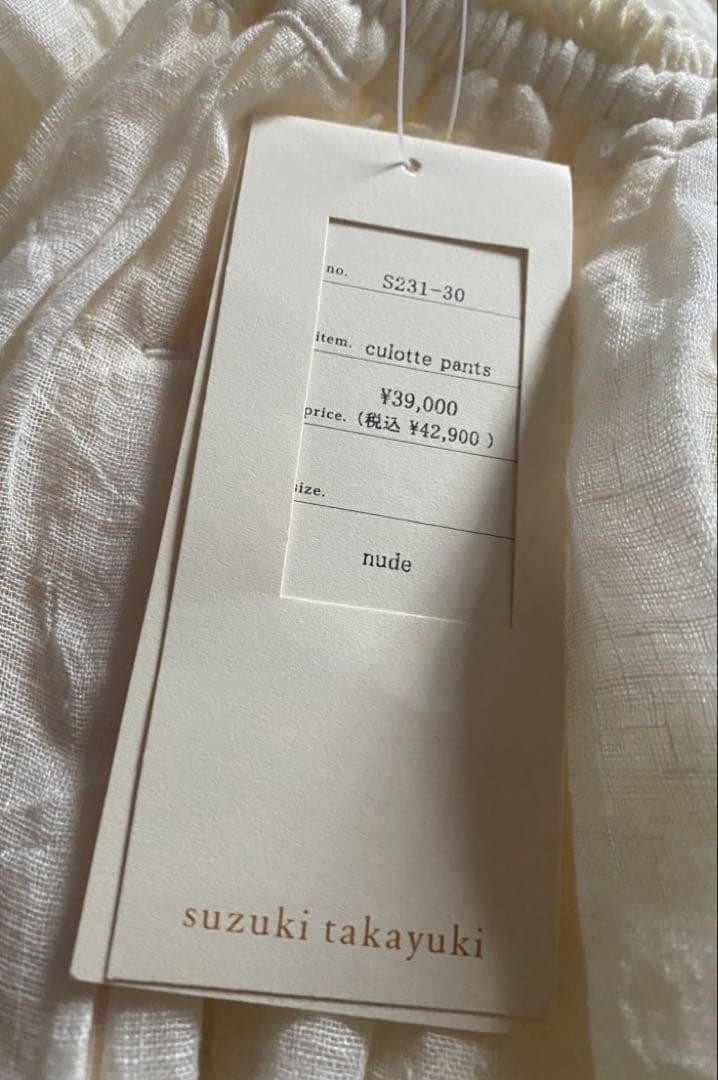 no. S231-30
item. culotte pants
¥39,000
price. (税込 ¥42,900 )
size.
nude
suzuki takayuki